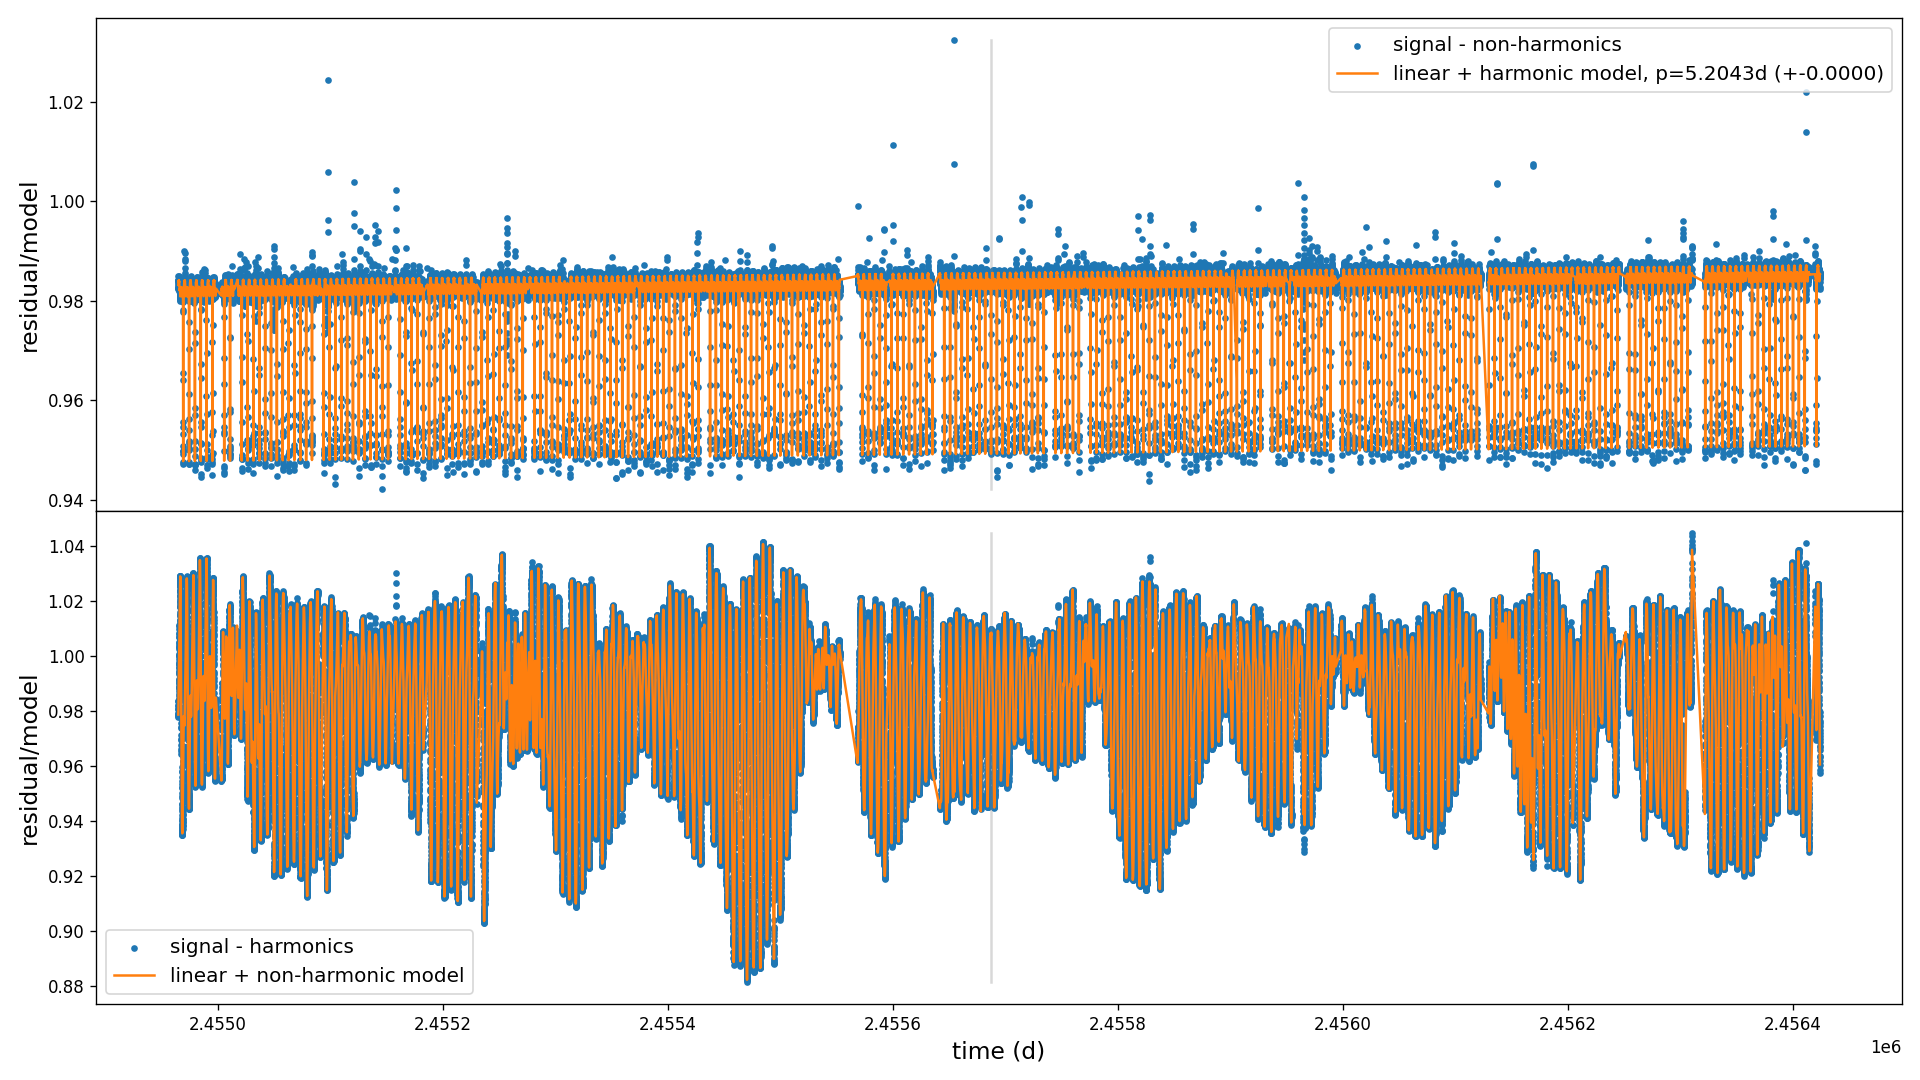 signal - non-harmonics
linear + harmonic model, p=5.2043d (+-0.0000)
1.02
1.00
0.98
0.96
0.94
residual/model
1.04
1.02
1.00
0.98
0.96
0.94
0.92
0.90
0.88
residual/model
signal - harmonics
linear + non-harmonic model
2.4550
2.4552
2.4554
2.4556
2.4558
2.4560
2.4562
2.4564
1e6
time (d)